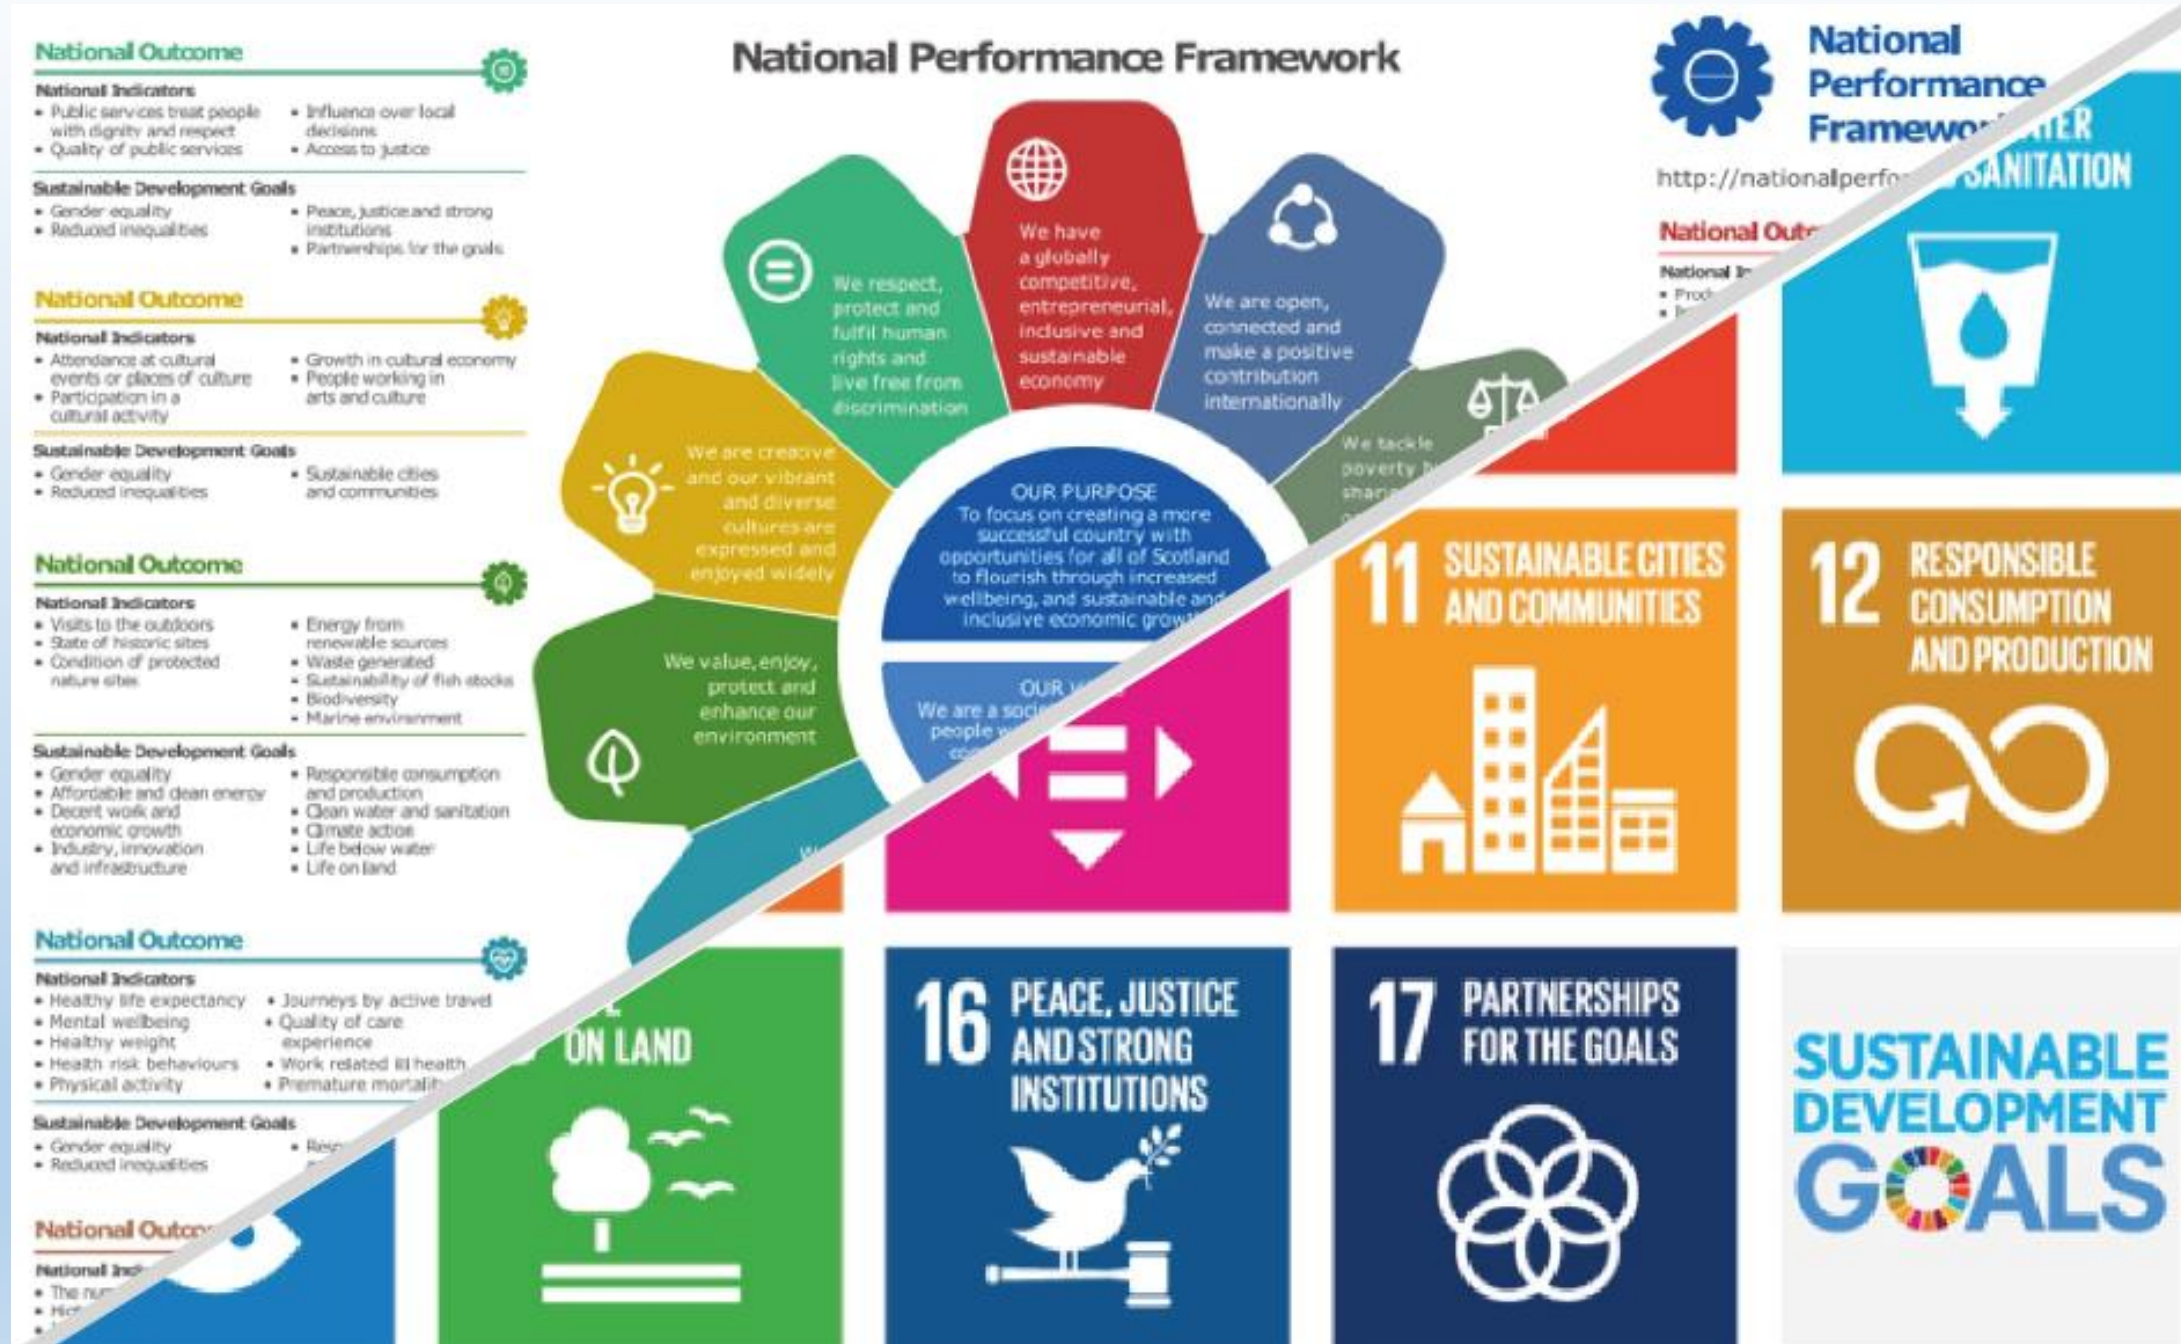 National Performance Framework
National
Performance
Framewor
http://nationalperfor
National Outcome
National Indicators
• Public services treat people
with dignity and respect
• Quality of public services
• Influence over local
decisions
• Access to justice
Sustainable Development Goals
• Gender equality
• Reduced inequalities
• Peace, justice and strong
institutions
• Partnerships for the goals
National Outcome
National Indicators
• Attendance at cultural
events or places of culture
• Participation in a
cultural activity
• Growth in cultural economy
• People working in
arts and culture
Sustainable Development Goals
• Gender equality
• Reduced inequalities
• Sustainable cities
and communities
National Outcome
National Indicators
• Visits to the outdoors
• State of historic sites
• Condition of protected
nature sites
• Energy from
renewable sources
• Waste generated
• Sustainability of fish stocks
• Biodiversity
• Marine environment
Sustainable Development Goals
• Gender equality
• Affordable and clean energy
• Decent work and
economic growth
• Industry, innovation
and infrastructure
• Responsible consumption
and production
• Clean water and sanitation
• Climate action
• Life below water
• Life on land
National Outcome
National Indicators
• Healthy life expectancy
• Mental wellbeing
• Healthy weight
• Health risk behaviours
• Physical activity
• Journeys by active travel
• Quality of care
experience
• Work related ill health
• Premature mortality
Sustainable Development Goals
• Gender equality
• Reduced inequalities
National
National
• The
We value, enjoy,
protect and
enhance our
environment
We are creative
and our vibrant
and diverse
cultures are
expressed and
enjoyed widely
We respect,
protect and
fulfil human
rights and
live free from
discrimination
We have
a globally
competitive,
entrepreneurial,
inclusive and
sustainable
economy
We are open,
connected and
make a positive
contribution
internationally
We tackle
poverty
OUR PURPOSE
To focus on creating a more
successful country with
opportunities for all of Scotland
to flourish through increased
wellbeing, and sustainable and
inclusive economic
OUR
We are a
people
National
National
SANITATION
11 SUSTAINABLE CITIES
AND COMMUNITIES
12 RESPONSIBLE
CONSUMPTION
AND PRODUCTION
ON LAND
16 PEACE, JUSTICE
AND STRONG
INSTITUTIONS
17 PARTNERSHIPS
FOR THE GOALS
SUSTAINABLE
DEVELOPMENT
GOALS